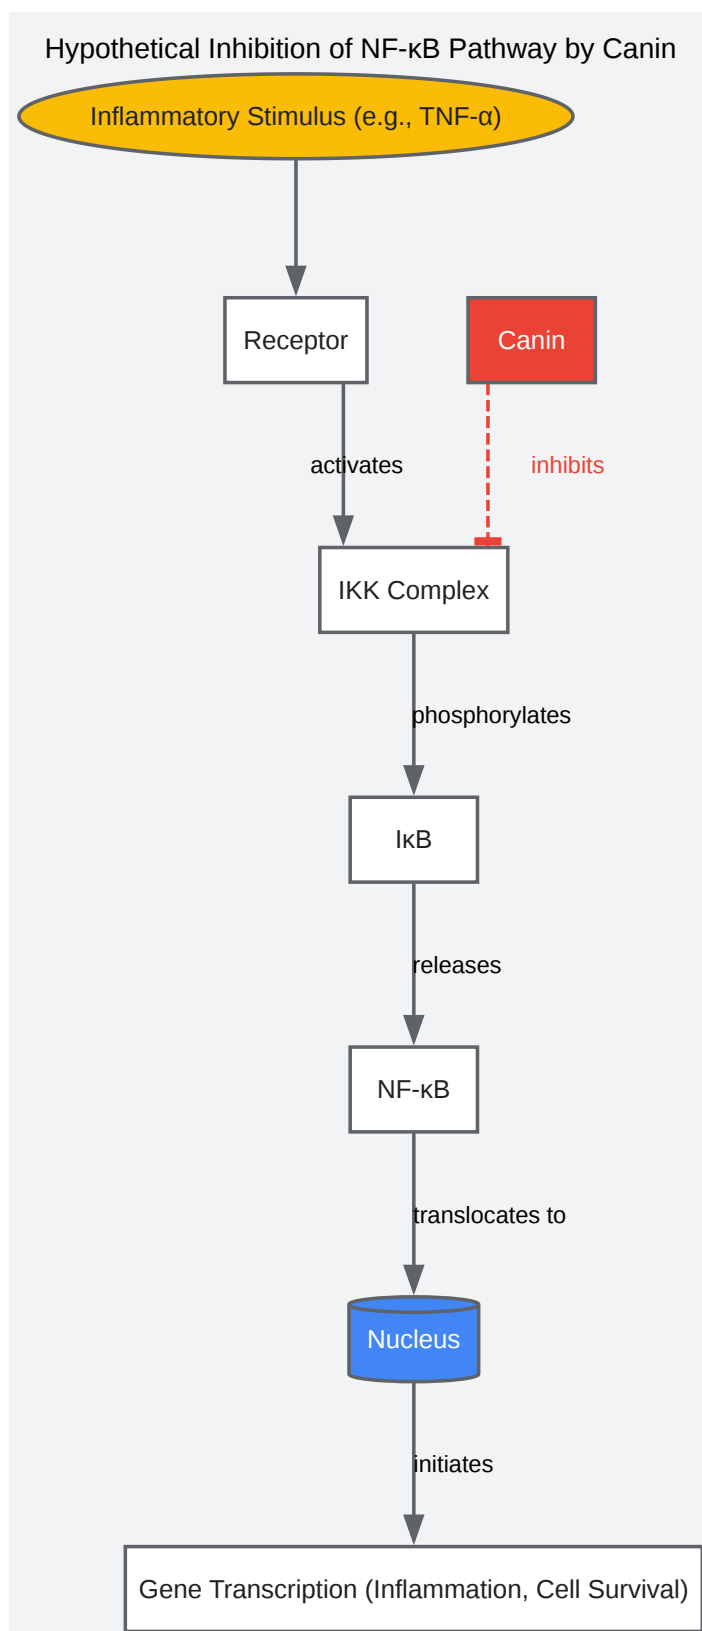 Hypothetical Inhibition of NF-κB Pathway by Canin
Inflammatory Stimulus (e.g., TNF-α)
Receptor
Canin
activates
inhibits
IKK Complex
phosphorylates
IκB
releases
NF-κB
translocates to
Nucleus
initiates
Gene Transcription (Inflammation, Cell Survival)